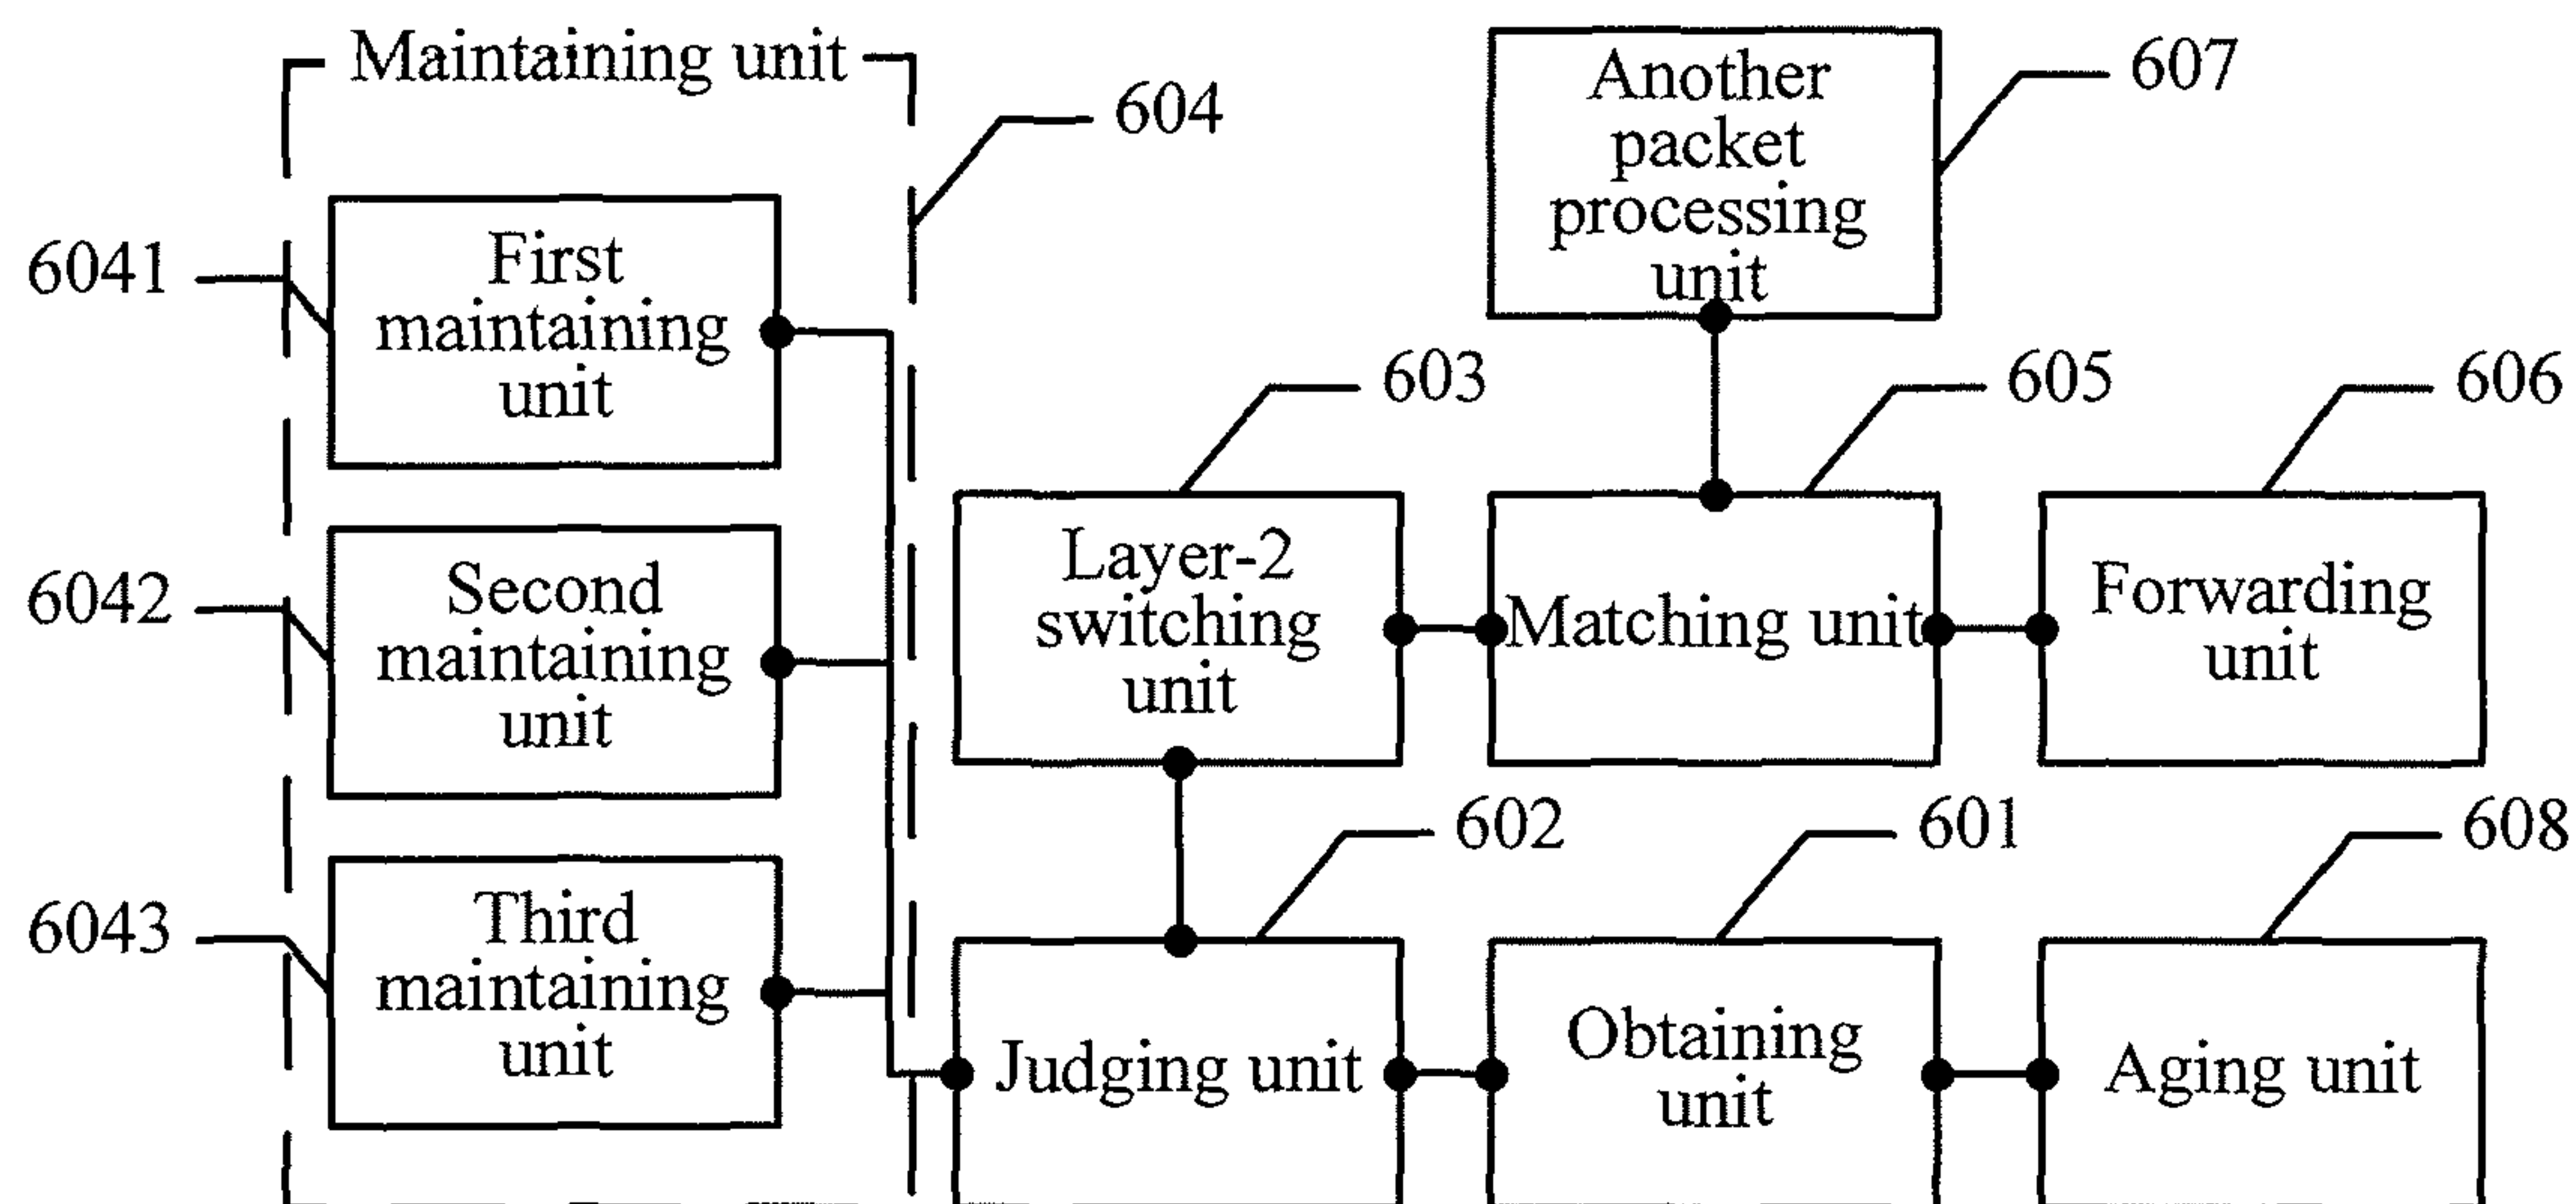 Maintaining unit
604
Another
packet
processing
unit
607
6041
First
maintaining
unit
603
605
606
6042
Second
maintaining
unit
Layer-2
switching
unit
Matching unit
Forwarding
unit
602
601
608
6043
Third
maintaining
unit
Judging unit
Obtaining
unit
Aging unit